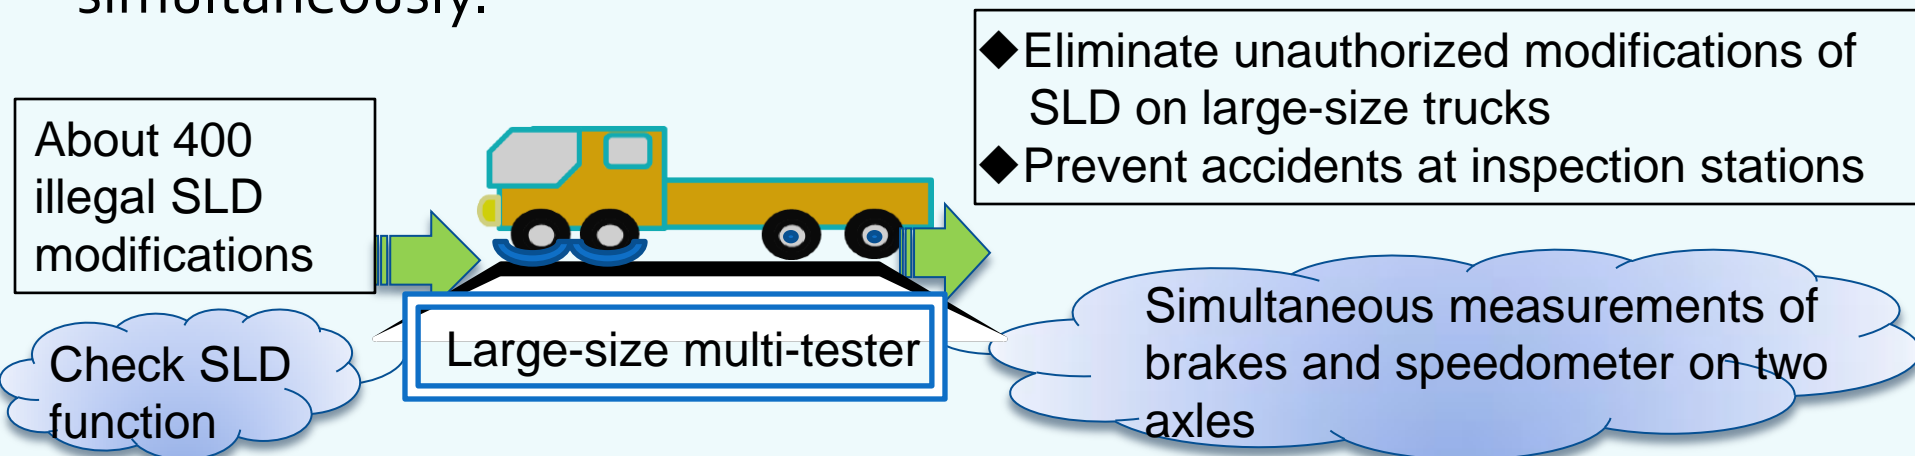 simultaneously.
About 400
illegal SLD
modifications
◆Eliminate unauthorized modifications of
SLD on large-size trucks
◆Prevent accidents at inspection stations
Check SLD
function
Large-size multi-tester
Simultaneous measurements of
brakes and speedometer on two
axles